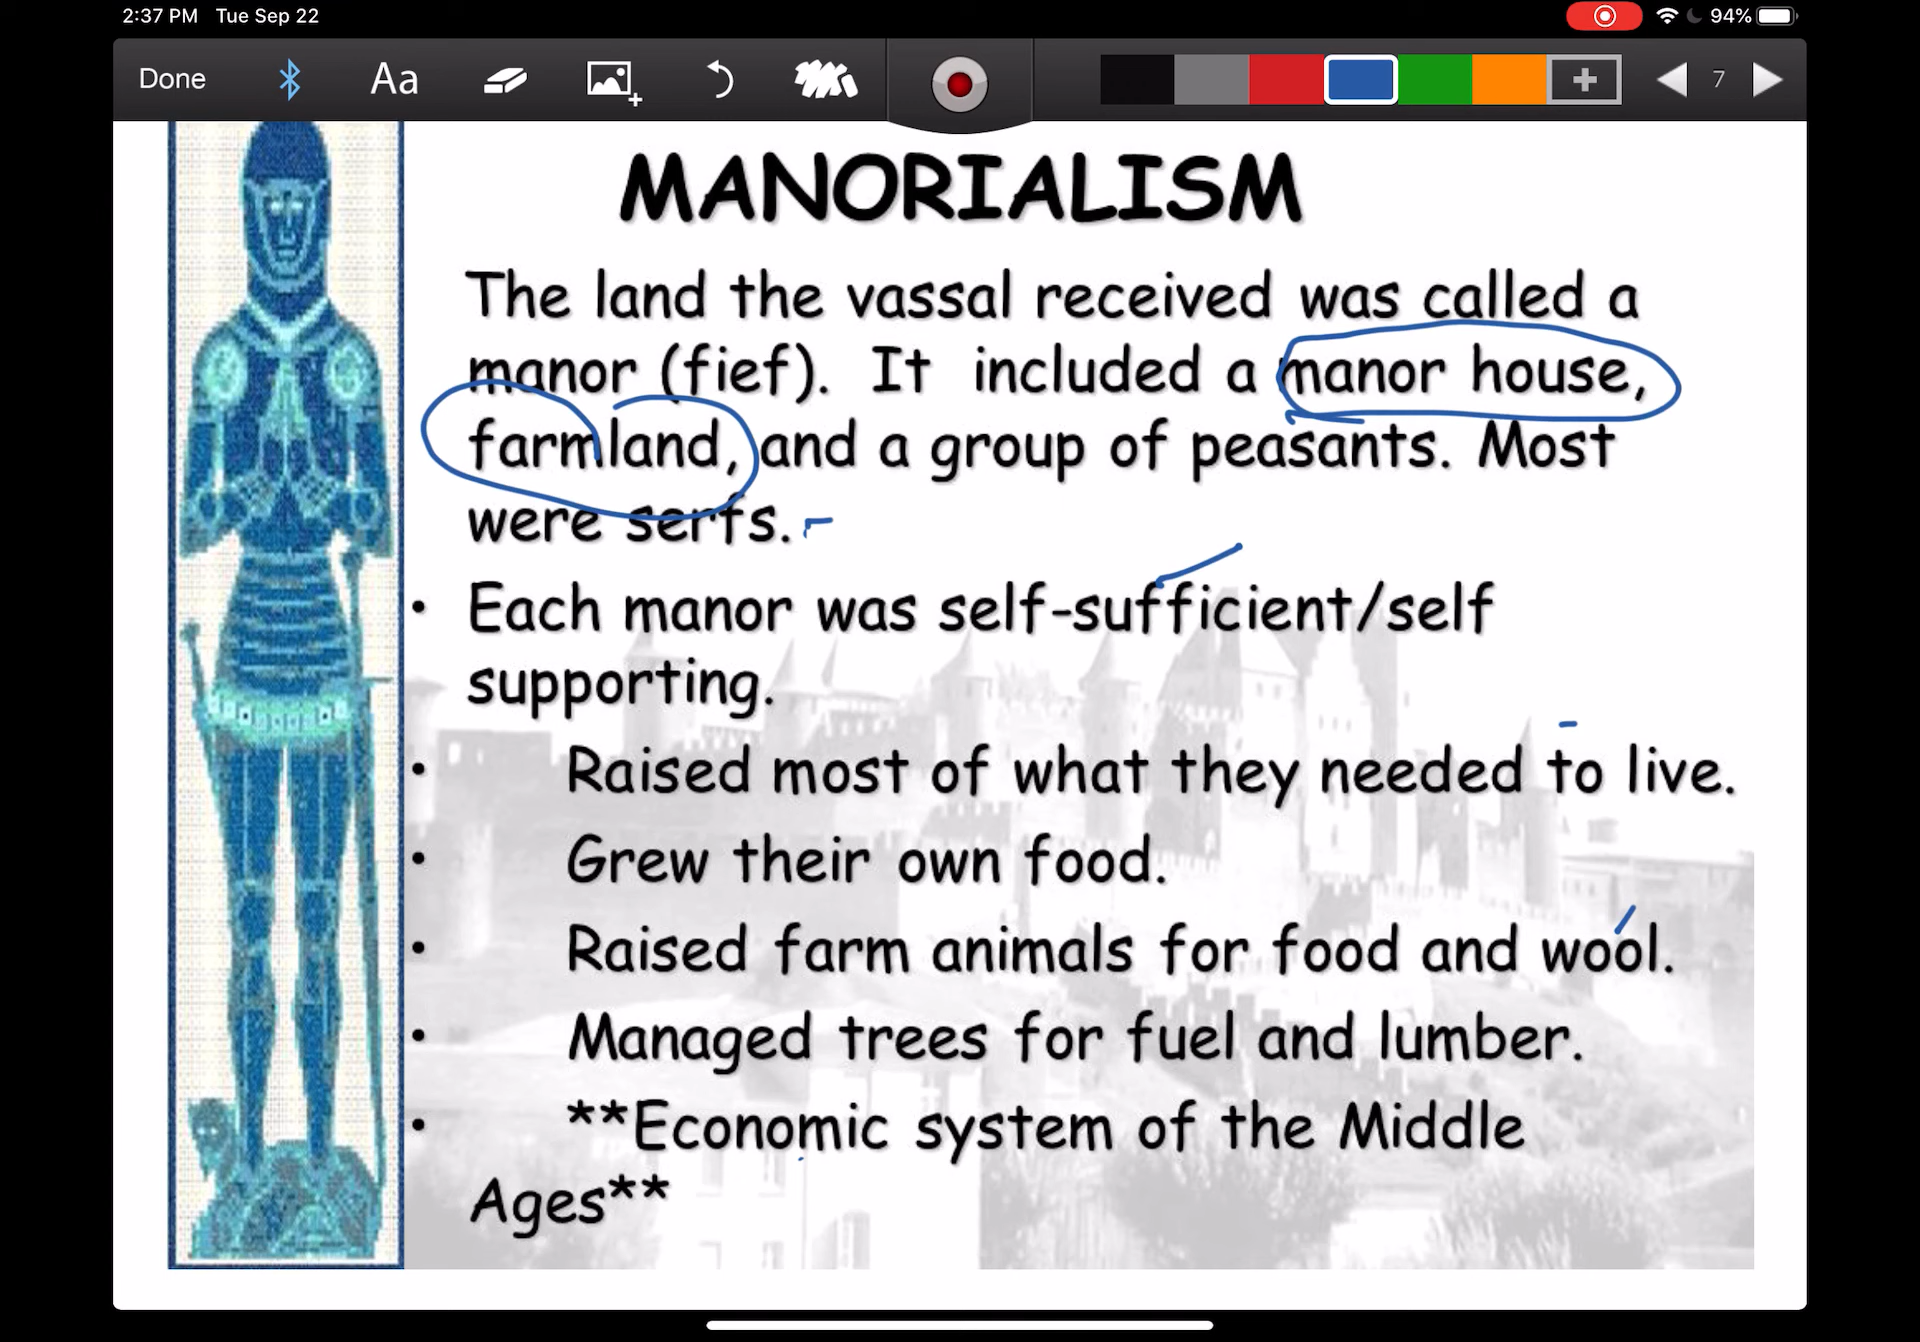 2:37 PM Tue Sep 22
94%
Done
Aa
7
MANORIALISM
The land the vassal received was called a
manor (fief). It included a manor house,
farmland, and a group of peasants. Most
were serfs.
• Each manor was self-sufficient/self
supporting.
• Raised most of what they needed to live.
• Grew their own food.
• Raised farm animals for food and wool.
• Managed trees for fuel and lumber.
• **Economic system of the Middle
Ages**